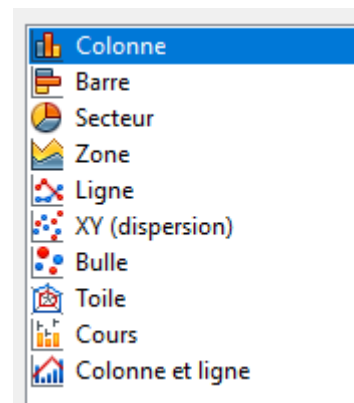 Colonne
Barre
Secteur
Zone
Ligne
XY (dispersion)
Bulle
Toile
Cours
Colonne et ligne